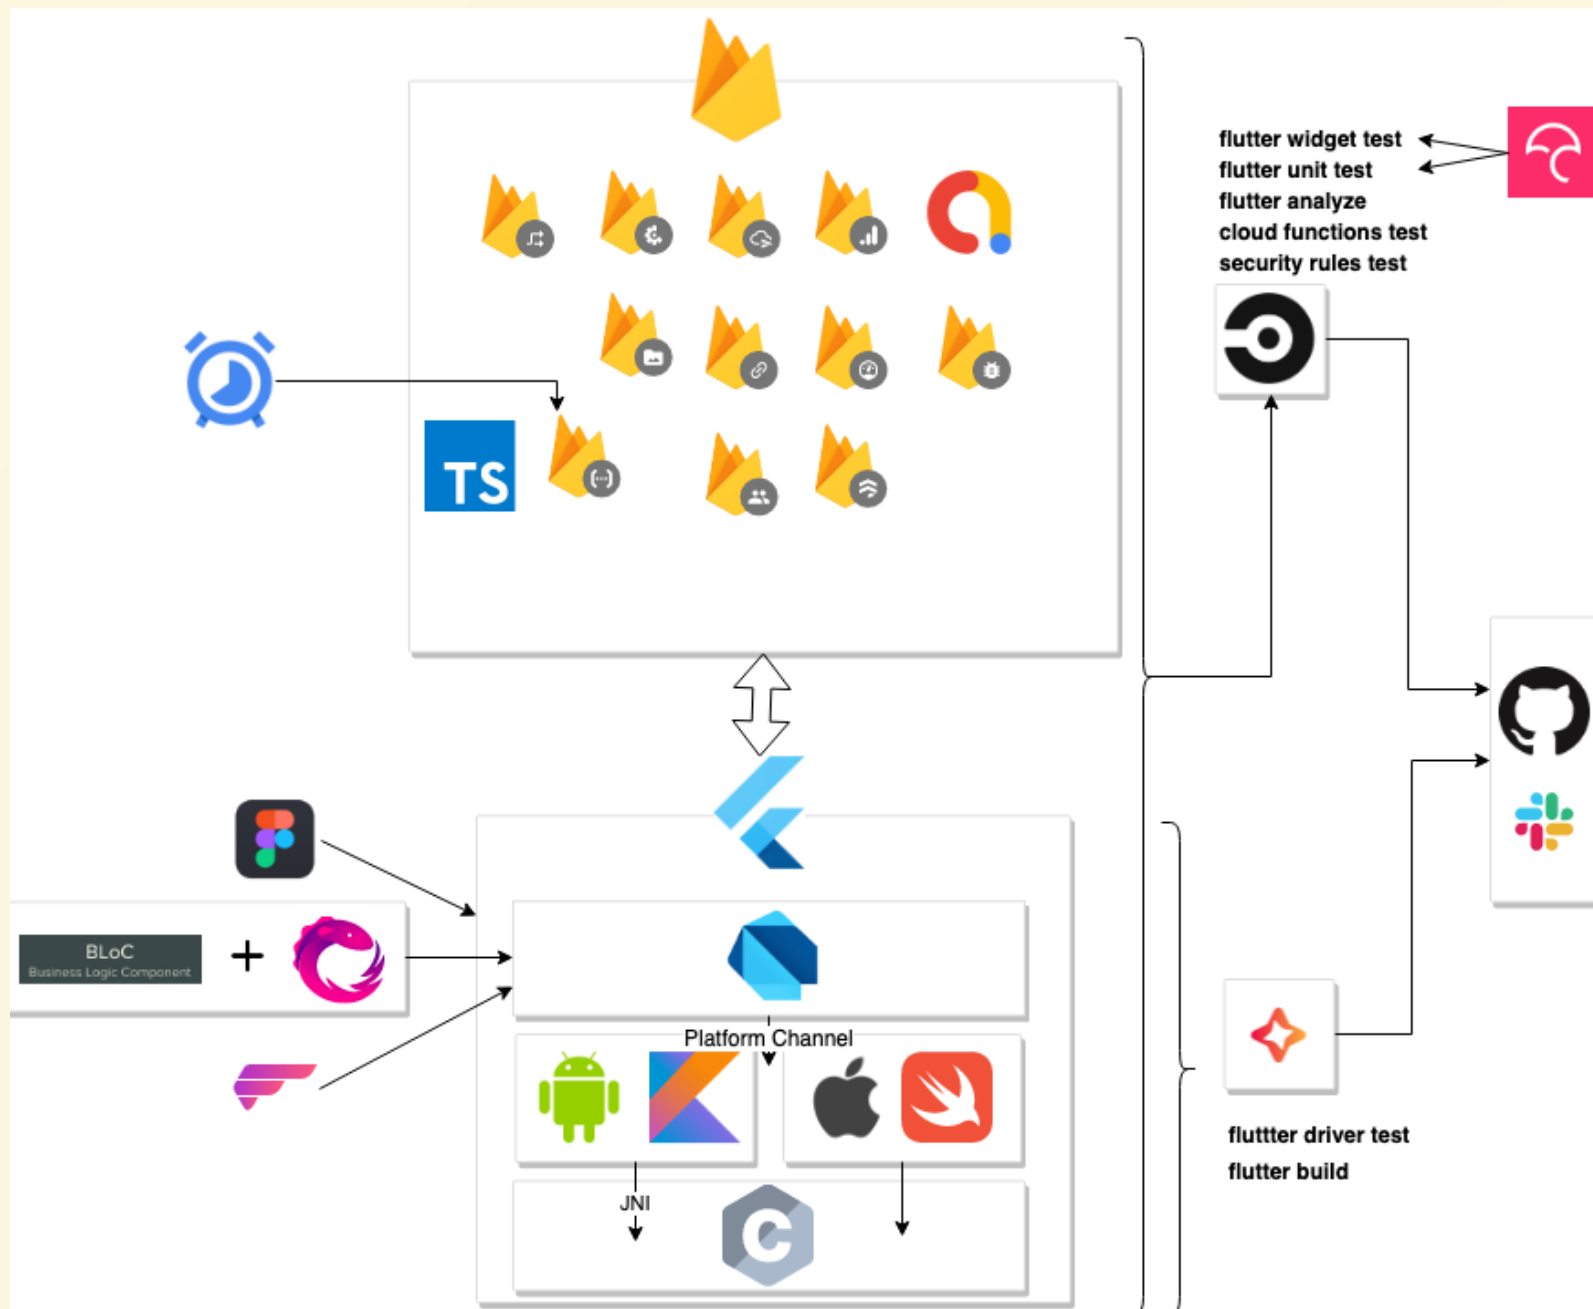 flutter widget test
flutter unit test
flutter analyze
cloud functions test
security rules test
TS
BLoC
Business Logic Component
+
Platform Channel
JNI
C
fluttter driver test
flutter build